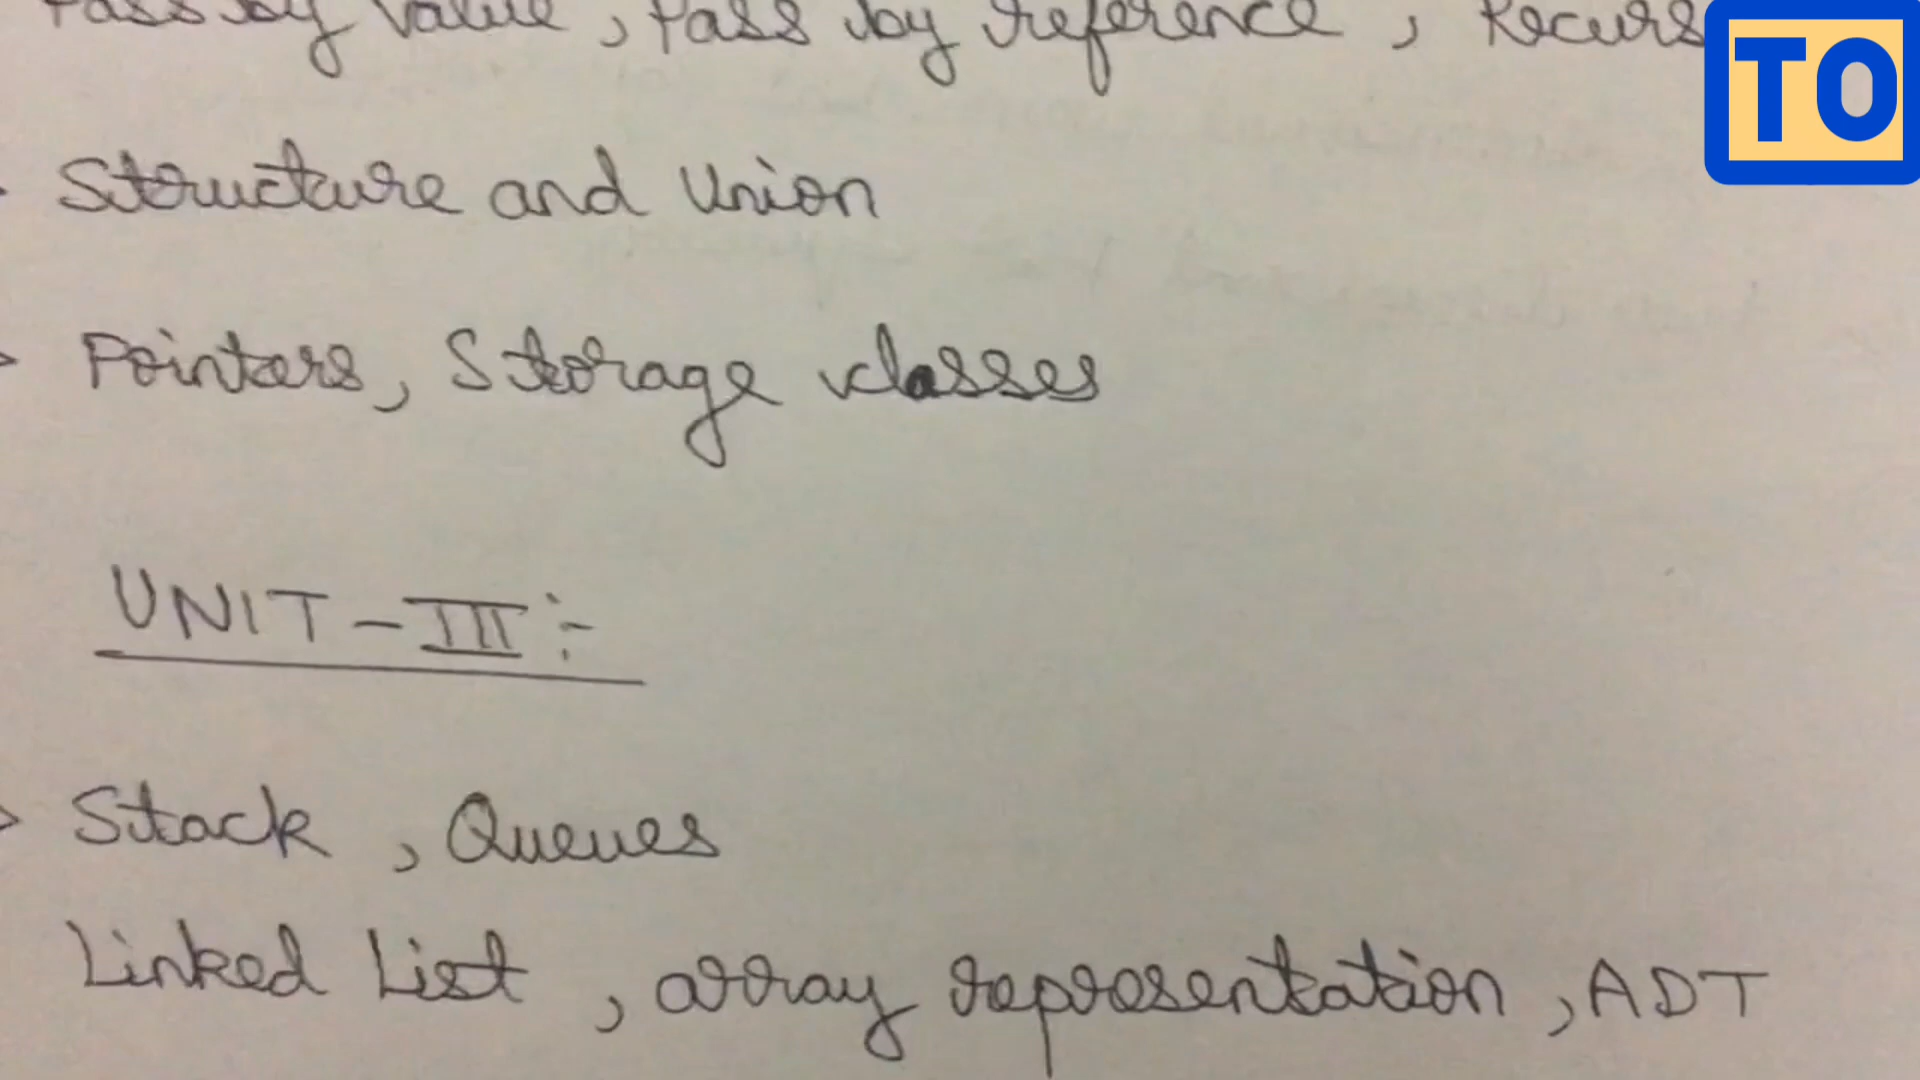 Pass by value, Pass by reference, Recurs
TO
Structure and Union
> Pointers, Storage classes
UNIT-III:-
> Stack, Queues
Linked List, array representation, ADT